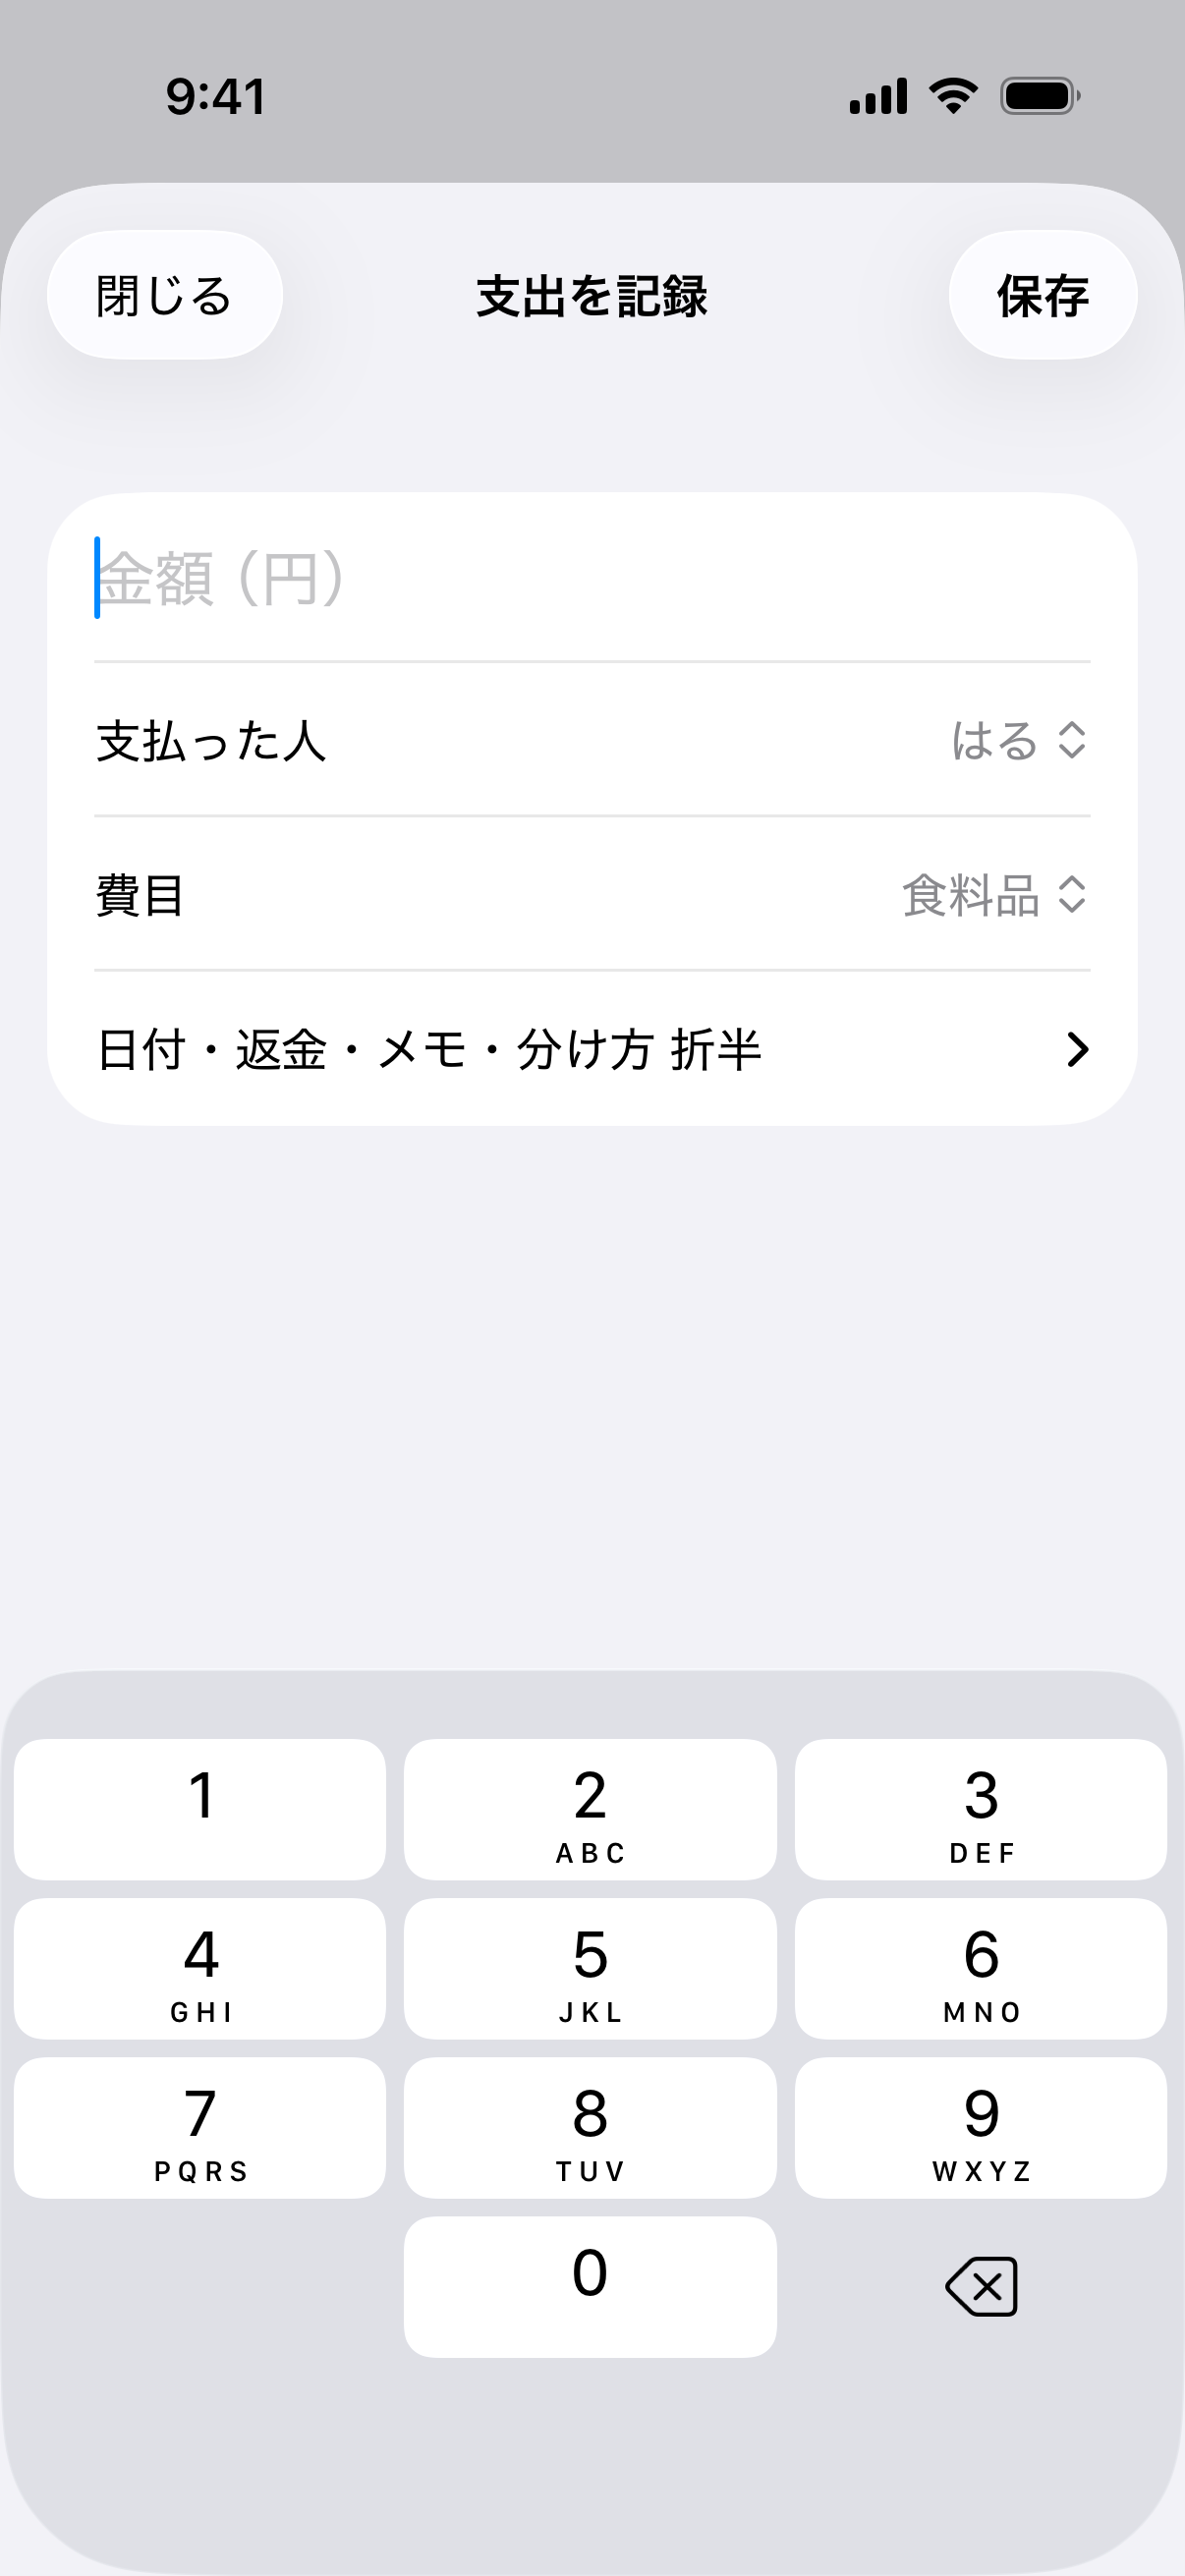 9:41
閉じる 支出を記録 保存
金額（円）
支払った人 はる
費目 食料品
日付・返金・メモ・分け方 折半
1 2 3
ABC DEF
4 5 6
GHI JKL MNO
7 8 9
PQRS TUV WXYZ
0